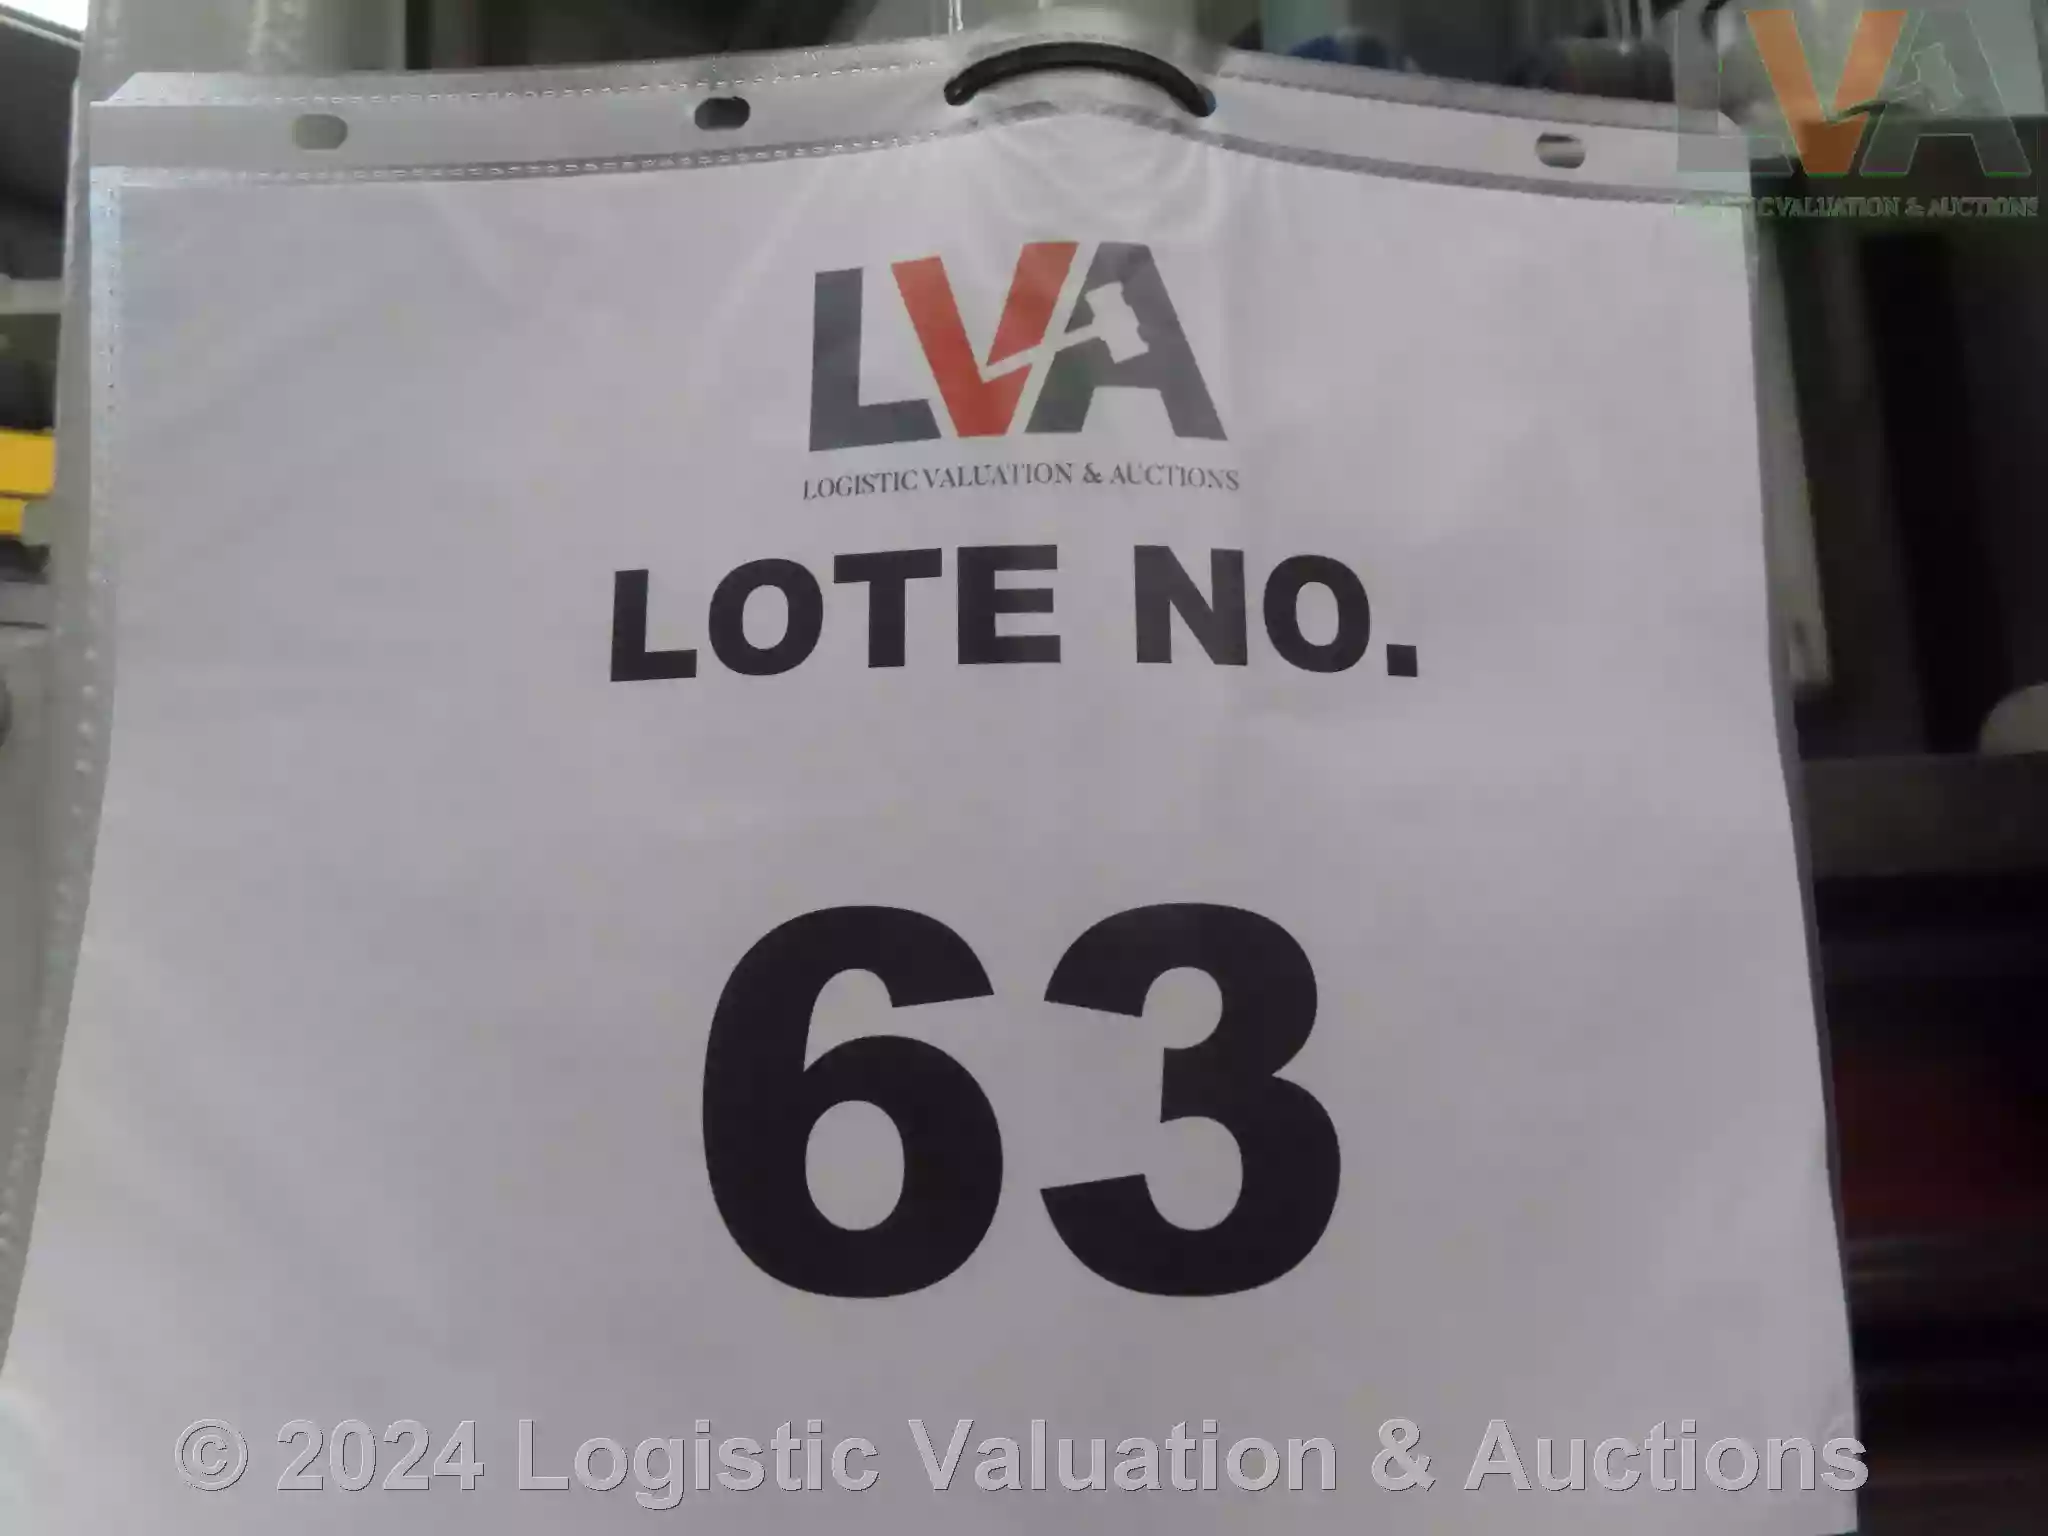 LVA
LOGISTIC VALUATION & AUCTIONS
LVA
LOGISTIC VALUATION & AUCTIONS
LOTE NO.
63
© 2024 Logistic Valuation & Auctions